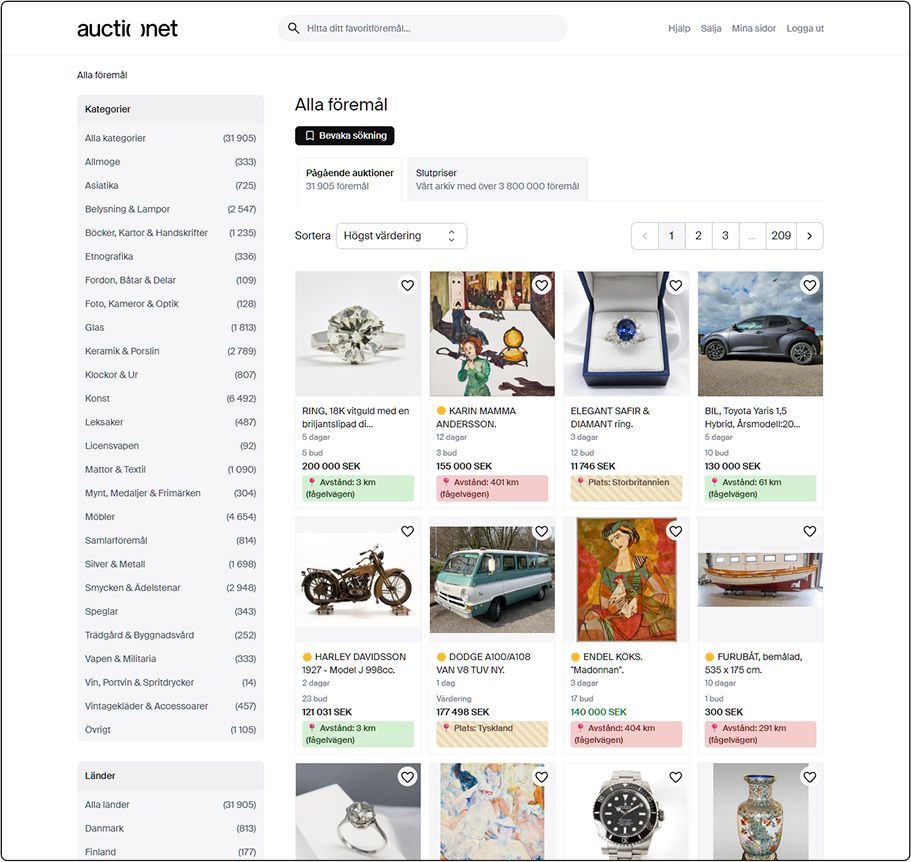 auctionet
Hitta ditt favoritföremål...
Hjälp Sälja Mina sidor Logga ut
Alla föremål
Kategorier
Alla kategorier (31 905)
Allmoge (333)
Asiatika (725)
Belysning & Lampor (2 547)
Böcker, Kartor & Handskrifter (1 235)
Etnografika (336)
Fordon, Båtar & Delar (109)
Foto, Kameror & Optik (128)
Glas (1 813)
Keramik & Porslin (2 789)
Klockor & Ur (807)
Konst (6 492)
Leksaker (487)
Licensvapen (92)
Mattor & Textil (1 090)
Mynt, Medaljer & Frimärken (304)
Möbler (4 654)
Samlarföremål (814)
Silver & Metall (1 698)
Smycken & Ädelstenar (2 948)
Speglar (343)
Trädgård & Byggnadsvård (252)
Vapen & Militaria (333)
Vin, Portvin & Spritdrycker (14)
Vintagekläder & Accessoarer (457)
Övrigt (1 105)
Länder
Alla länder (31 905)
Danmark (813)
Finland (177)
Alla föremål
Bevaka sökning
Pågående auktioner
31 905 föremål
Slutpriser
Vårt arkiv med över 3 800 000 föremål
Sortera Högst värdering
1 2 3 ... 209
RING, 18K vitguld med en
briljantslipad di...
5 dagar
5 bud
200 000 SEK
Avstånd: 3 km
(fågelvägen)
KARIN MAMMA
ANDERSSON.
12 dagar
3 bud
155 000 SEK
Avstånd: 401 km
(fågelvägen)
ELEGANT SAFIR &
DIAMANT ring.
3 dagar
12 bud
11 746 SEK
Plats: Storbritannien
BIL, Toyota Yaris 1,5
Hybrid, Årsmodell:20...
5 dagar
10 bud
130 000 SEK
Avstånd: 61 km
(fågelvägen)
HARLEY DAVIDSSON
1927 - Model J 998cc.
2 dagar
23 bud
121 031 SEK
Avstånd: 3 km
(fågelvägen)
DODGE A100/A108
VAN V8 TUV NY.
1 dag
Värdering
177 498 SEK
Plats: Tyskland
ENDEL KÖKS.
"Madonnan".
3 dagar
17 bud
140 000 SEK
Avstånd: 404 km
(fågelvägen)
FURUBÅT, bemålad,
535 x 175 cm.
10 dagar
1 bud
300 SEK
Avstånd: 291 km
(fågelvägen)